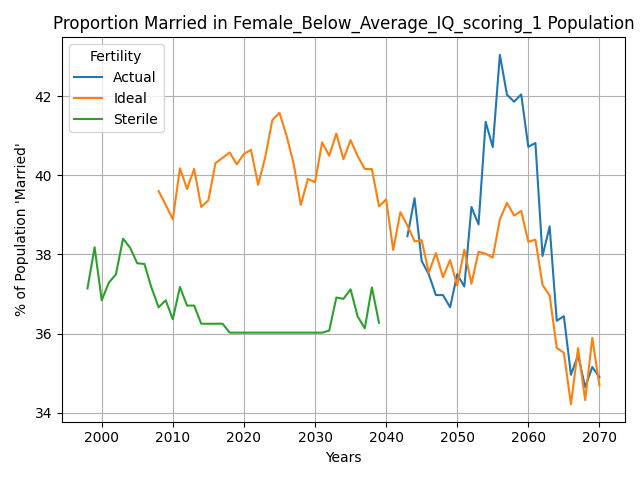 Proportion Married in Female_Below_Average_IQ_scoring_1 Population
Fertility
Actual
Ideal
Sterile
% of Population 'Married'
42
40
38
36
34
2000
2010
2020
2030
2040
2050
2060
2070
Years